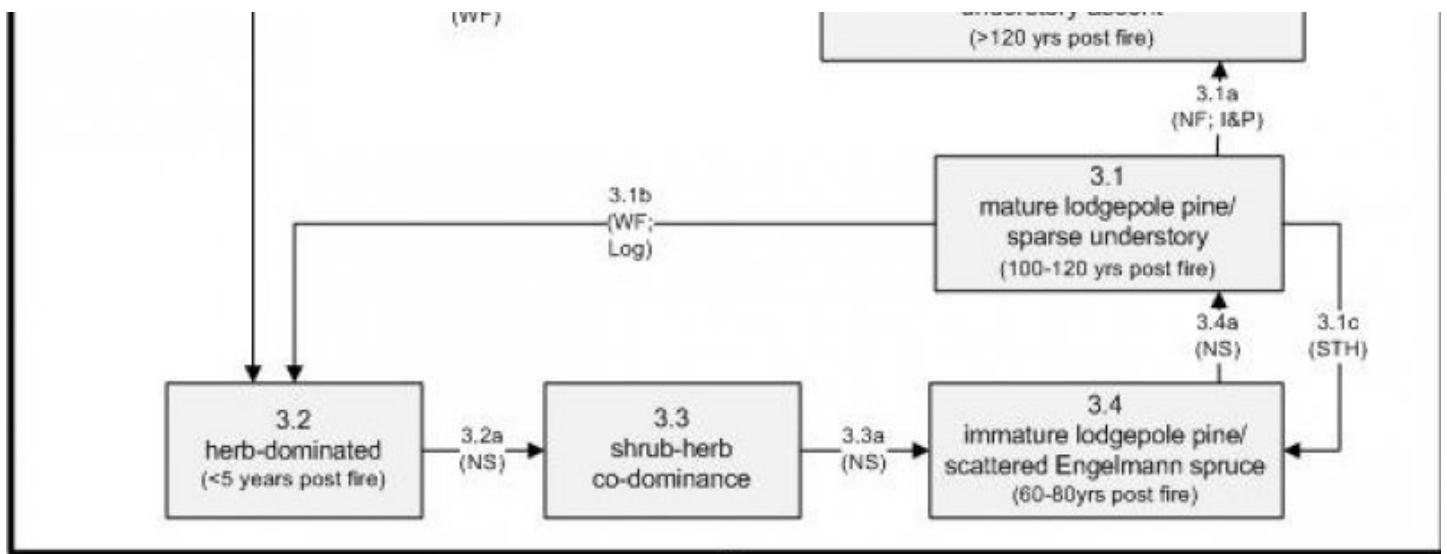 (WF)
understory absent
(>120 yrs post fire)
3.1a
(NF; I&P)
3.1
mature lodgepole pine/
sparse understory
(100-120 yrs post fire)
3.1b
(WF;
Log)
3.4a
(NS)
3.1c
(STH)
3.2
herb-dominated
(<5 years post fire)
3.2a
(NS)
3.3
shrub-herb
co-dominance
3.3a
(NS)
3.4
immature lodgepole pine/
scattered Engelmann spruce
(60-80yrs post fire)